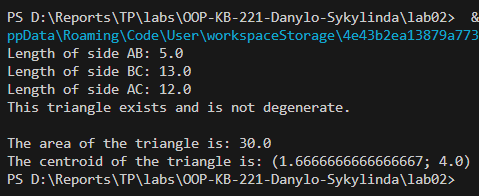 PS D:\Reports\TP\labs\OOP-KB-221-Danylo-Sykylinda\lab02>  &
ppData\Roaming\Code\User\workspaceStorage\4e43b2ea13879a773
Length of side AB: 5.0
Length of side BC: 13.0
Length of side AC: 12.0
This triangle exists and is not degenerate.
The area of the triangle is: 30.0
The centroid of the triangle is: (1.6666666666666667; 4.0)
PS D:\Reports\TP\labs\OOP-KB-221-Danylo-Sykylinda\lab02>